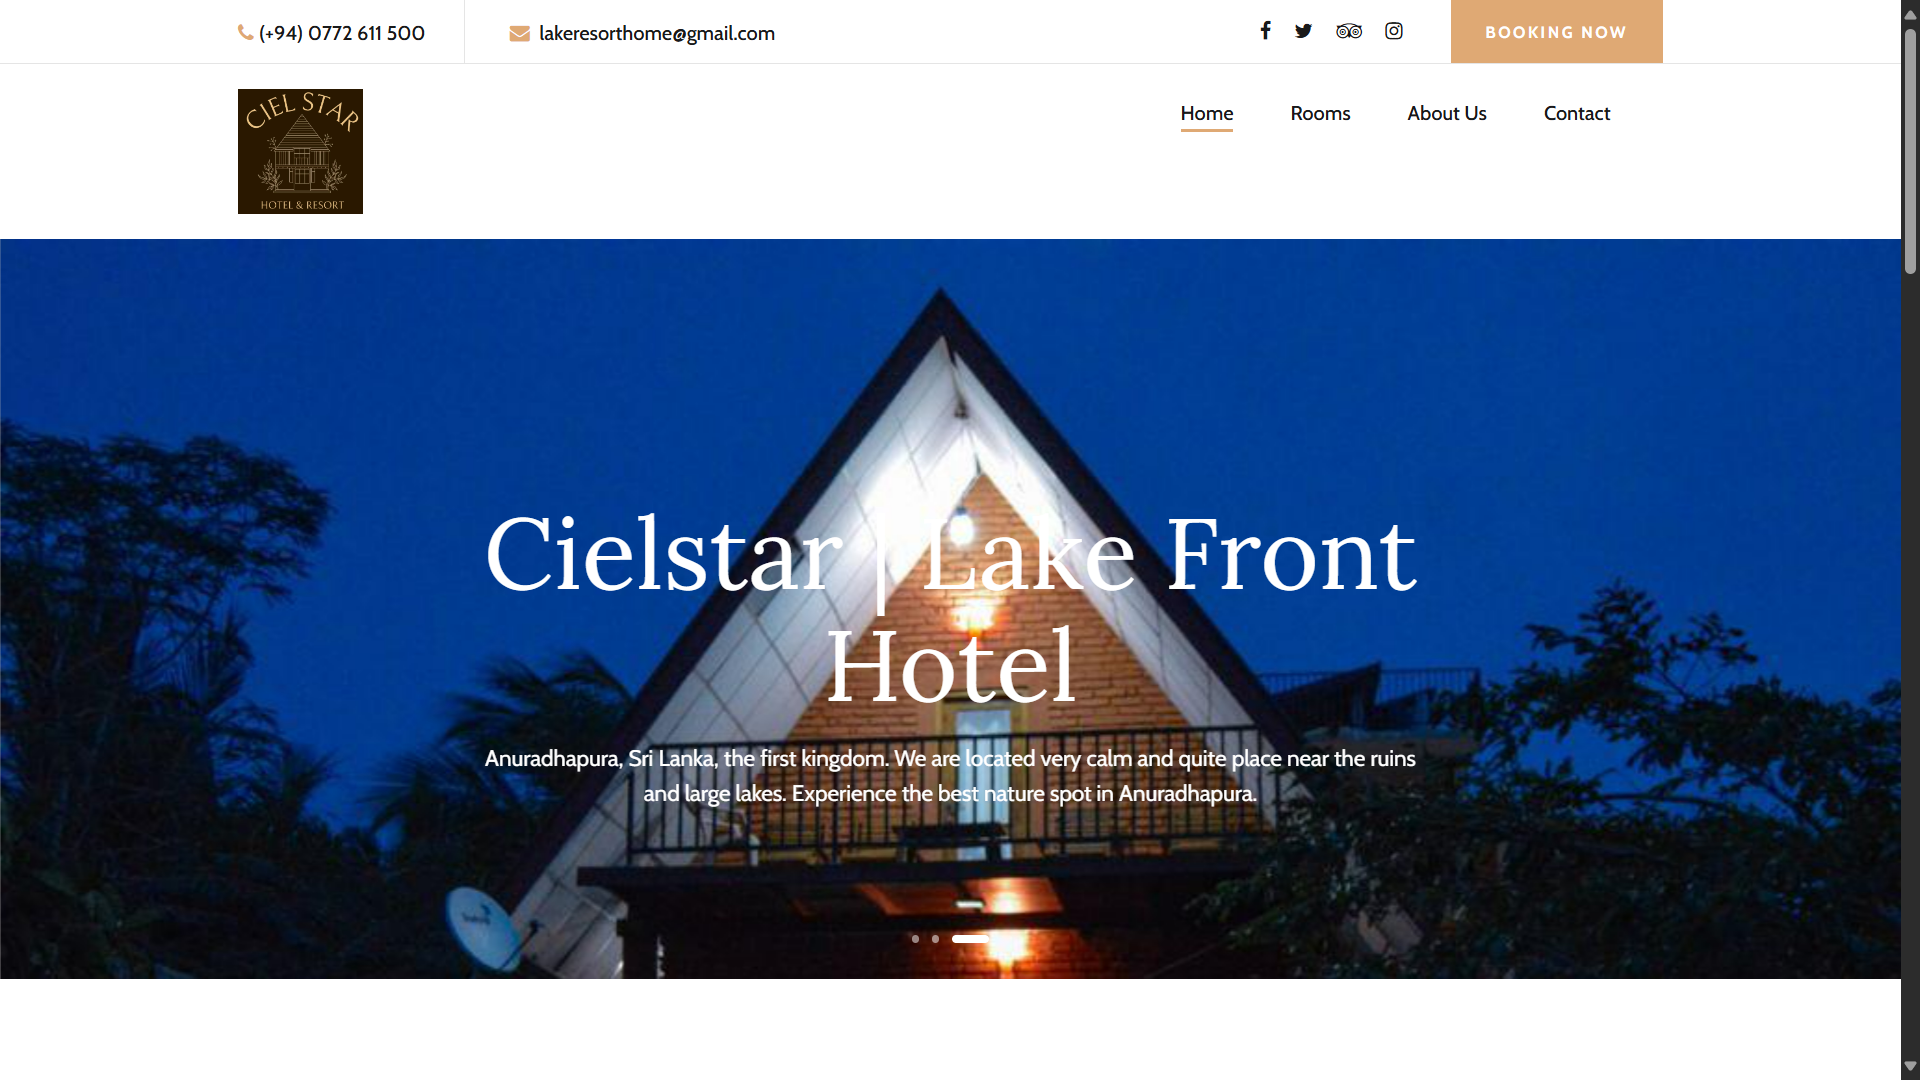 (+94) 0772 611 500
lakeresorthome@gmail.com
BOOKING NOW
CIEL STAR
HOTEL & RESORT
Home
Rooms
About Us
Contact
Cielstar | Lake Front
Hotel
Anuradhapura, Sri Lanka, the first kingdom. We are located very calm and quite place near the ruins
and large lakes. Experience the best nature spot in Anuradhapura.